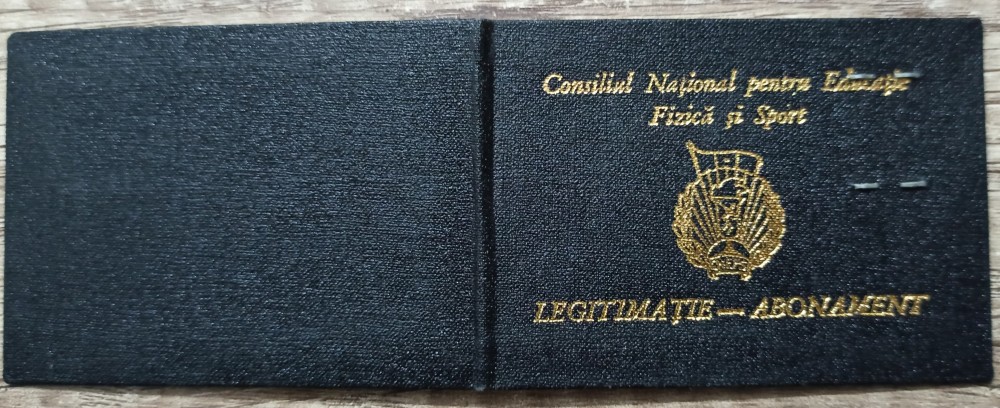 Consiliul Național pentru Educație
Fizică și Sport
LEGITIMAȚIE — ABONAMENT